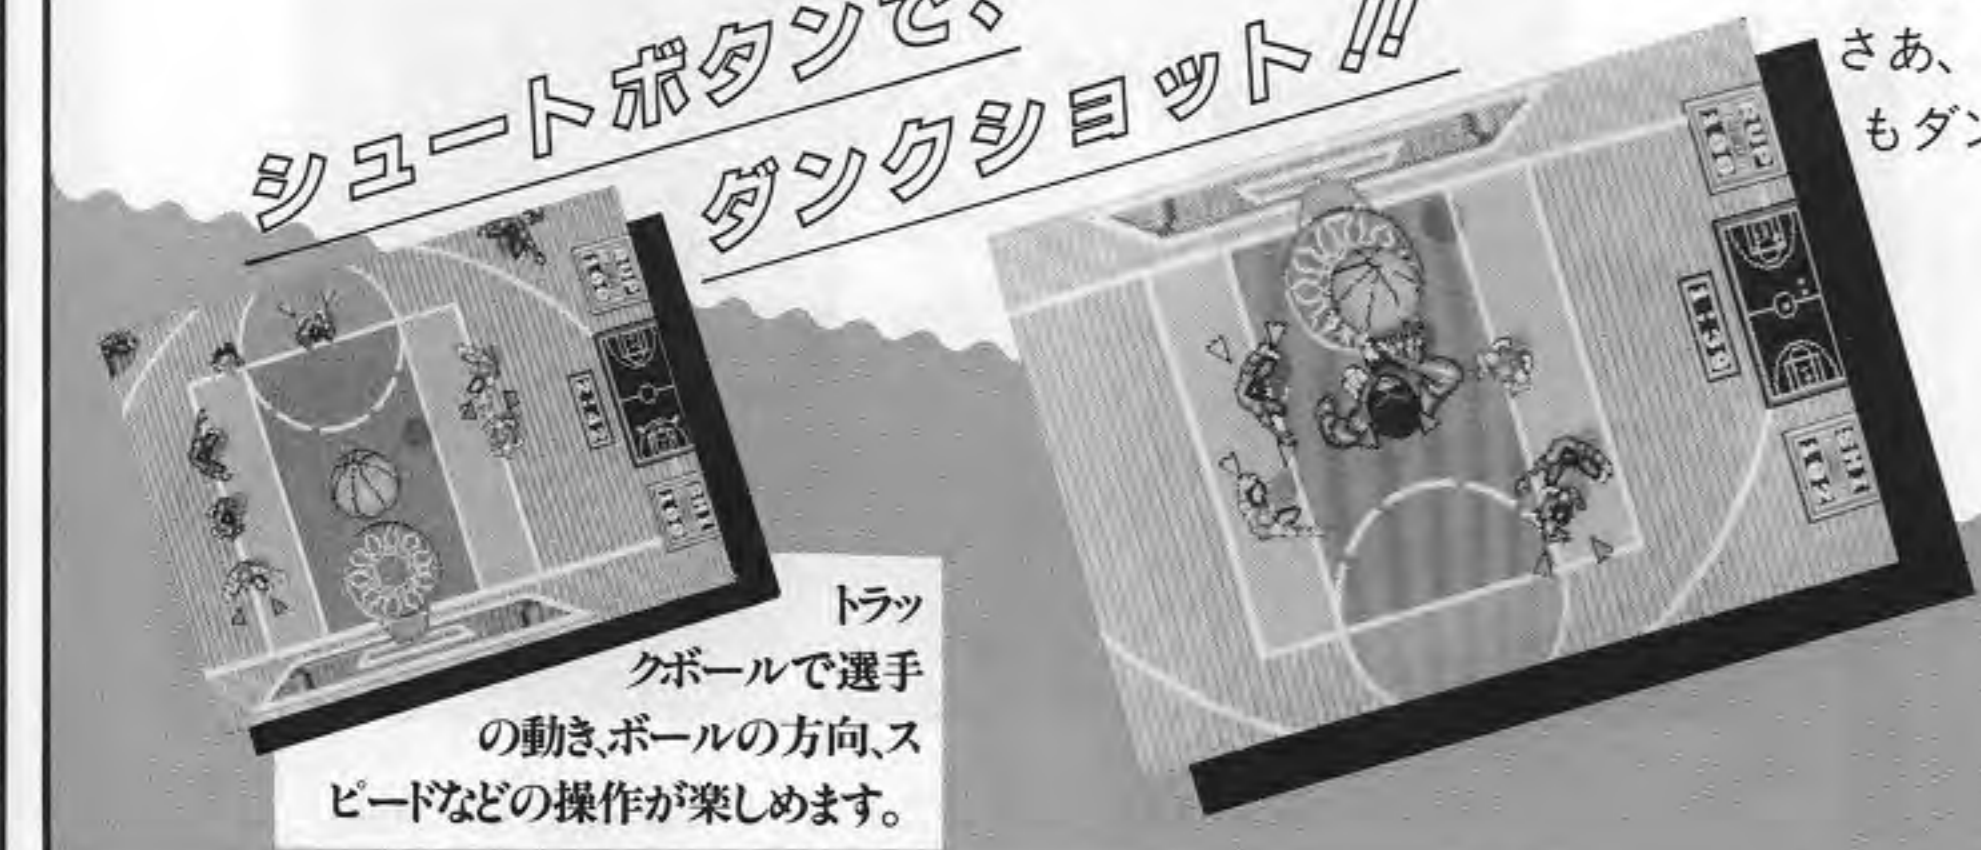 シュートボタンで、
ダンクショット!!
さあ、
もダン
トラッ
クボールで選手
の動き、ボールの方向、ス
ピードなどの操作が楽しめます。